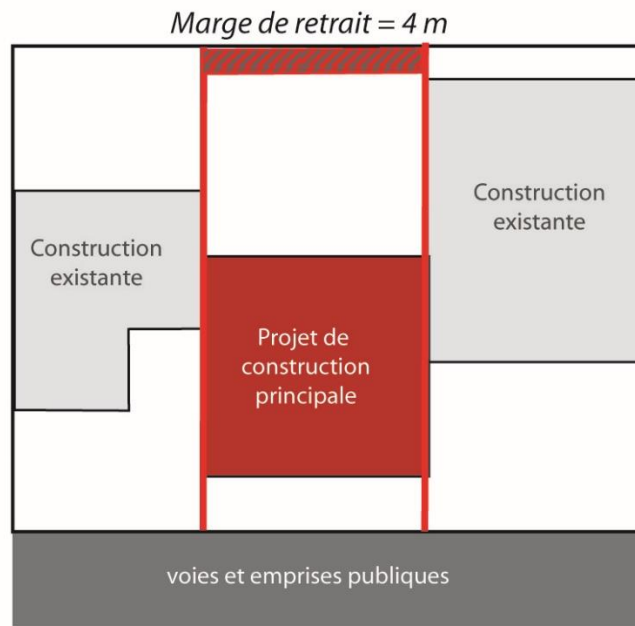 Marge de retrait = 4 m
Construction
existante
Construction
existante
Projet de
construction
principale
voies et emprises publiques